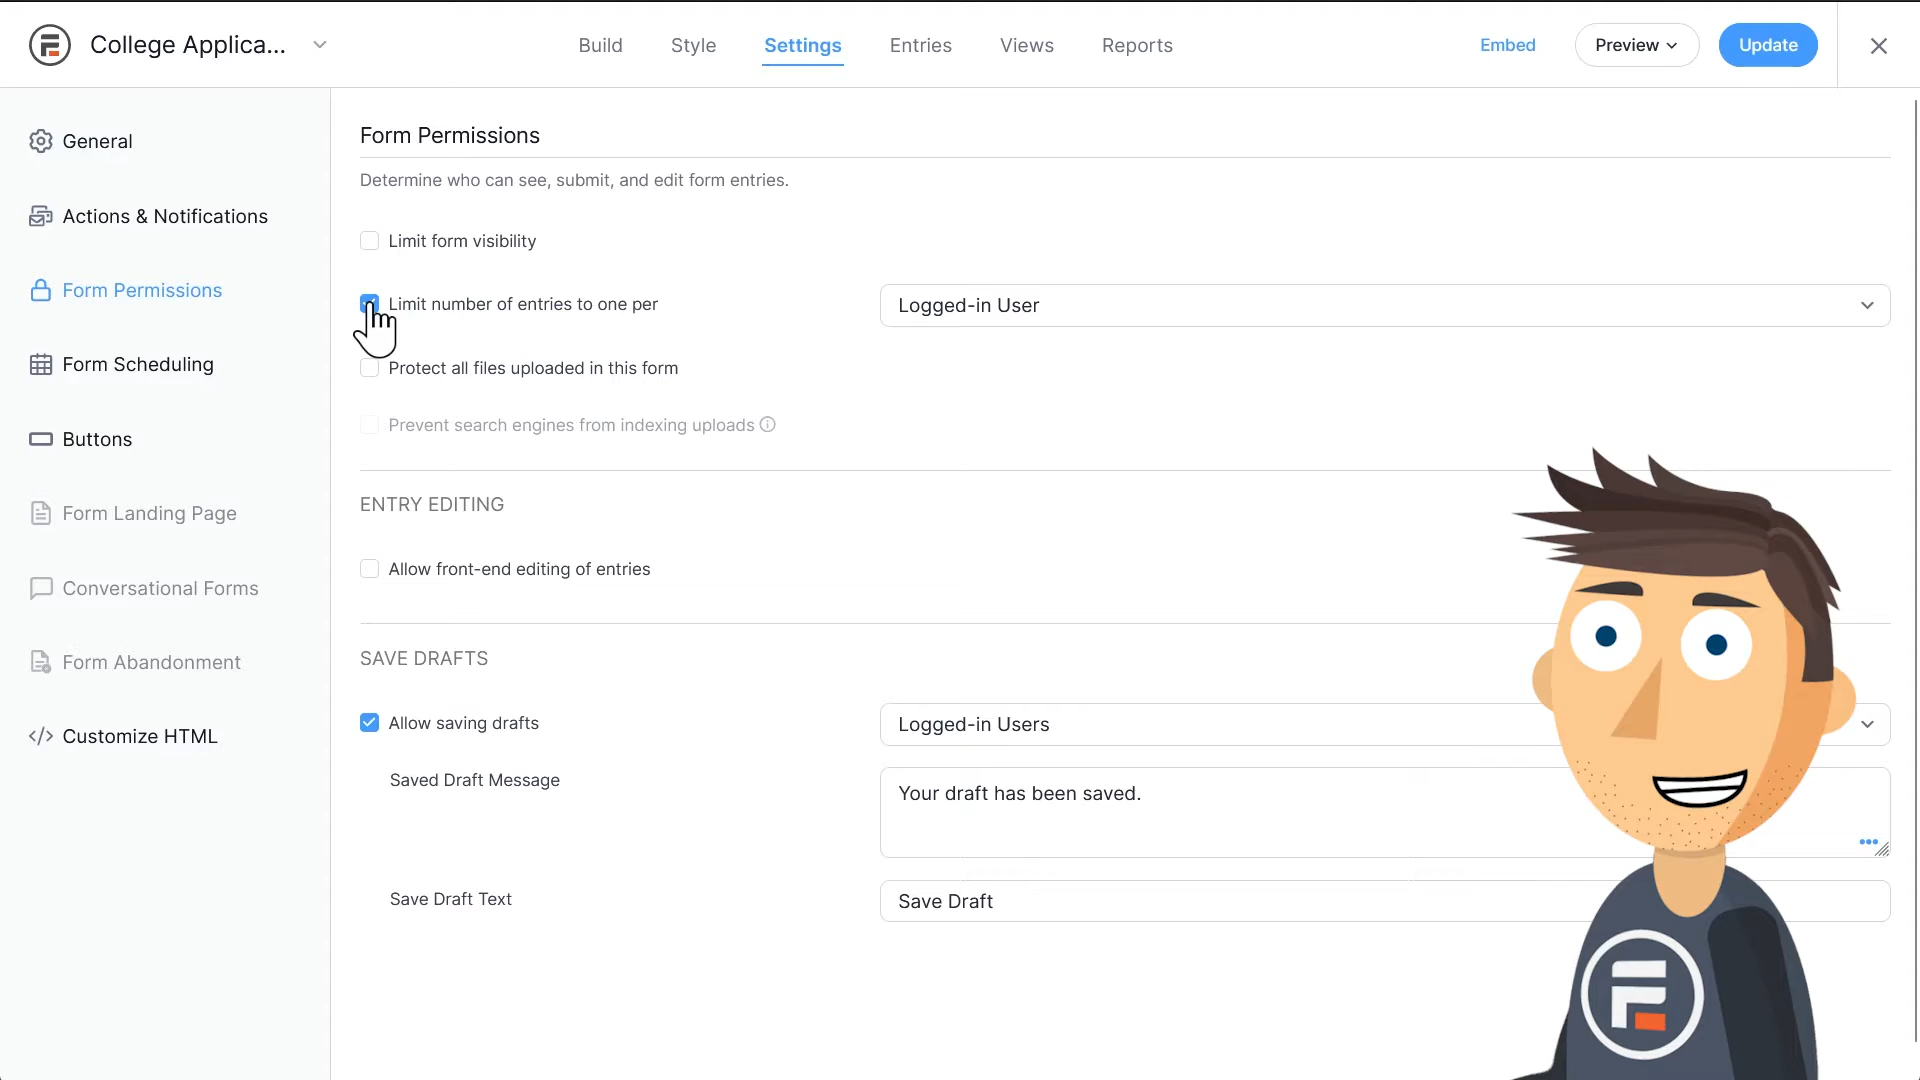 College Applica...
Build
Style
Settings
Entries
Views
Reports
Embed
Preview
Update
General
Actions & Notifications
Form Permissions
Form Scheduling
Buttons
Form Landing Page
Conversational Forms
Form Abandonment
Customize HTML
Form Permissions
Determine who can see, submit, and edit form entries.
Limit form visibility
Limit number of entries to one per
Logged-in User
Protect all files uploaded in this form
Prevent search engines from indexing uploads
ENTRY EDITING
Allow front-end editing of entries
SAVE DRAFTS
Allow saving drafts
Logged-in Users
Saved Draft Message
Your draft has been saved.
Save Draft Text
Save Draft